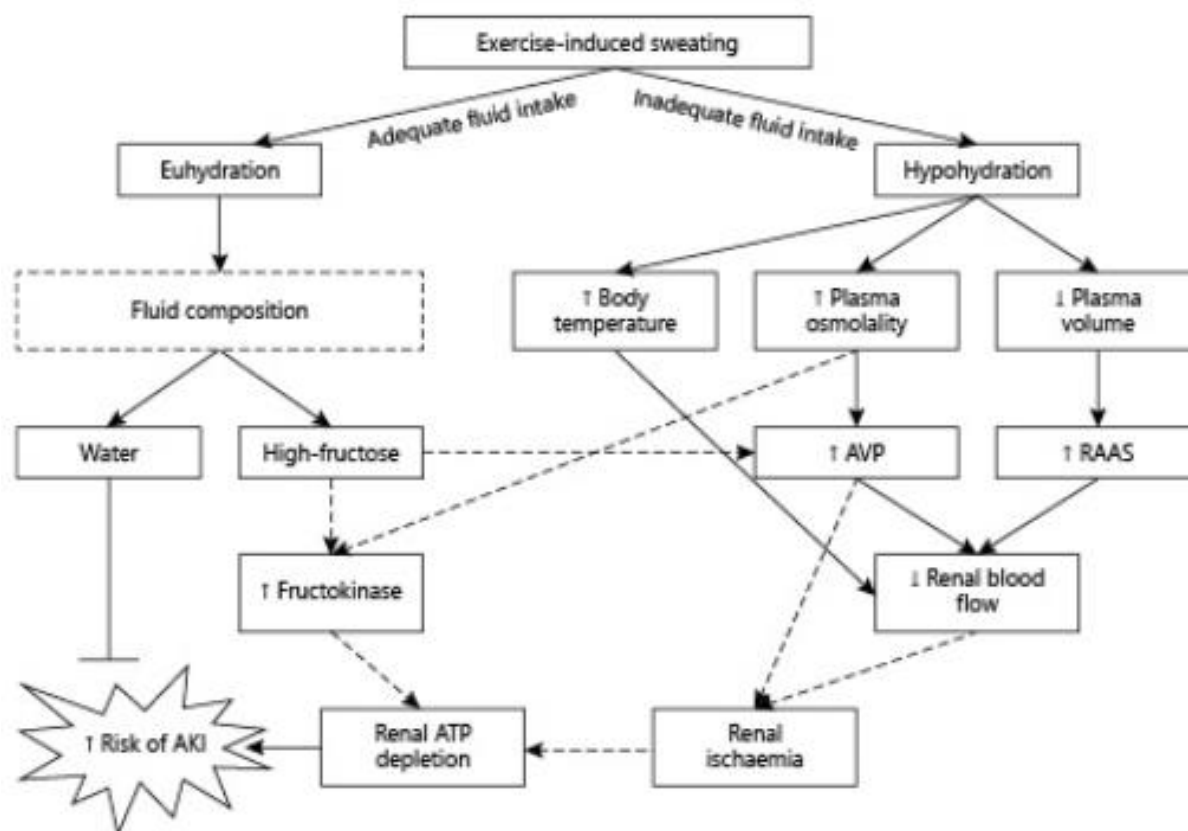 Exercise-induced sweating
Adequate fluid intake
Inadequate fluid intake
Euhydration
Hypohydration
Fluid composition
↑ Body
temperature
↑ Plasma
osmolality
↓ Plasma
volume
Water
High-fructose
↑ AVP
↑ RAAS
↑ Fructokinase
↓ Renal blood
flow
↑ Risk of AKI
Renal ATP
depletion
Renal
ischaemia